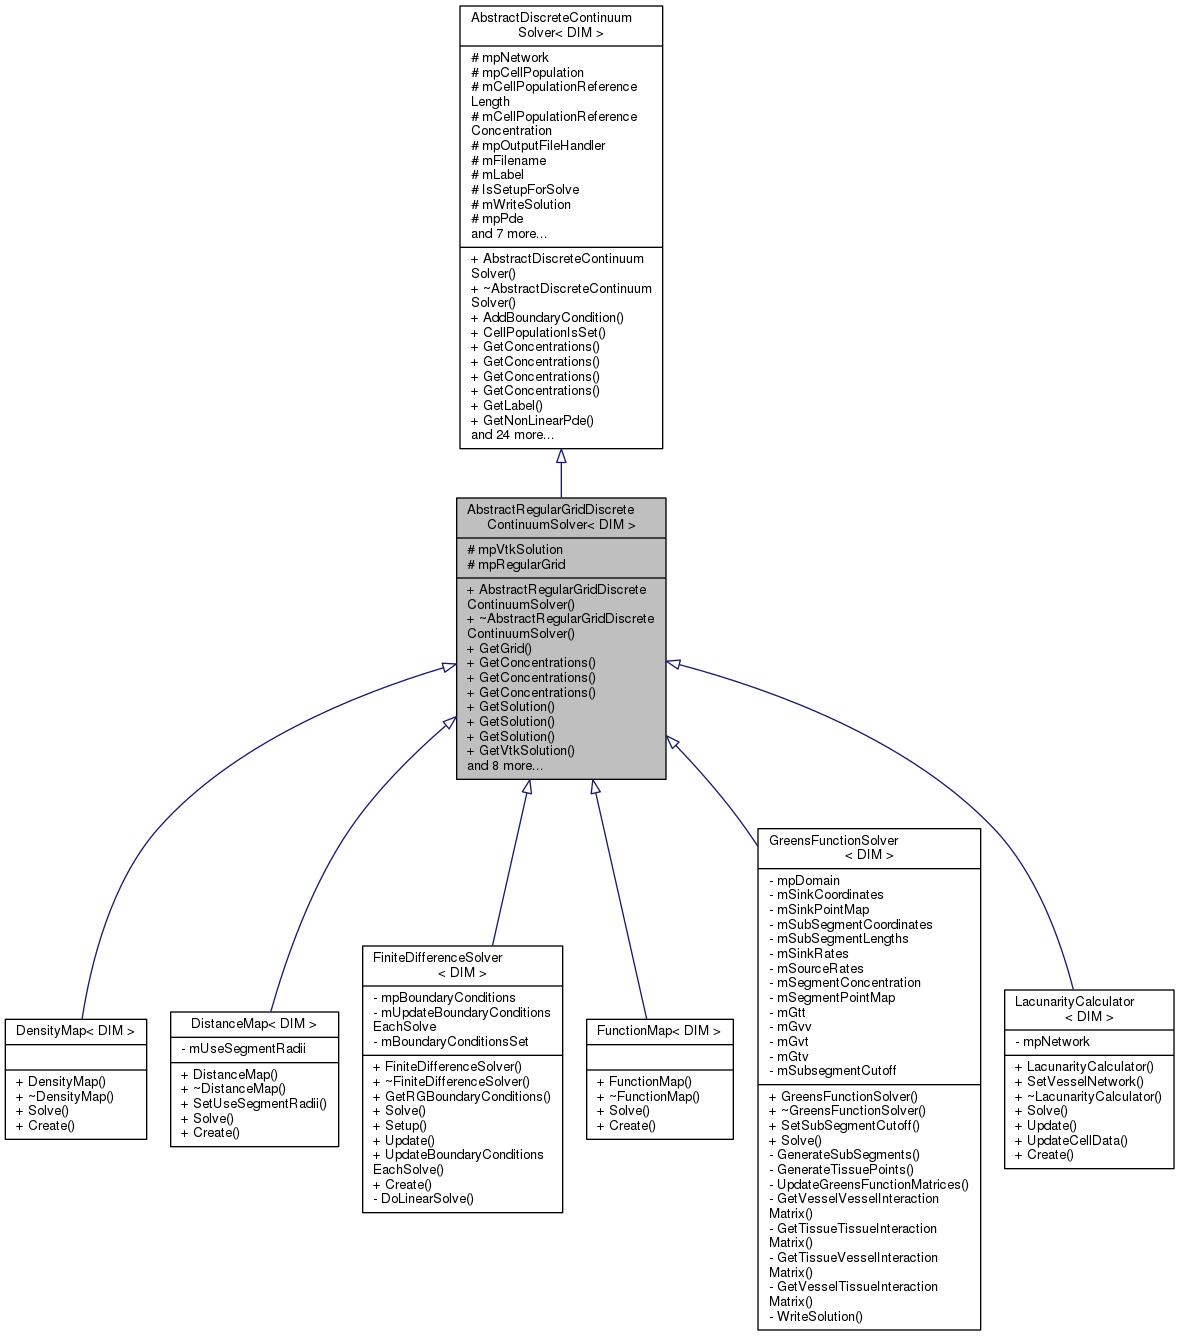 AbstractDiscreteContinuum
Solver< DIM >
# mpNetwork
# mpCellPopulation
# mCellPopulationReference
Length
# mCellPopulationReference
Concentration
# mpOutputFileHandler
# mFilename
# mLabel
# IsSetupForSolve
# mWriteSolution
# mpPde
and 7 more...
+ AbstractDiscreteContinuum
Solver()
+ ~AbstractDiscreteContinuum
Solver()
+ AddBoundaryCondition()
+ CellPopulationIsSet()
+ GetConcentrations()
+ GetConcentrations()
+ GetConcentrations()
+ GetConcentrations()
+ GetLabel()
+ GetNonLinearPde()
and 24 more...
AbstractRegularGridDiscrete
ContinuumSolver< DIM >
# mpVtkSolution
# mpRegularGrid
+ AbstractRegularGridDiscrete
ContinuumSolver()
+ ~AbstractRegularGridDiscrete
ContinuumSolver()
+ GetGrid()
+ GetConcentrations()
+ GetConcentrations()
+ GetConcentrations()
+ GetSolution()
+ GetSolution()
+ GetSolution()
+ GetVtkSolution()
and 8 more...
DensityMap< DIM >
+ DensityMap()
+ ~DensityMap()
+ Solve()
+ Create()
DistanceMap< DIM >
- mUseSegmentRadii
+ DistanceMap()
+ ~DistanceMap()
+ SetUseSegmentRadii()
+ Solve()
+ Create()
FiniteDifferenceSolver
< DIM >
- mpBoundaryConditions
- mUpdateBoundaryConditions
EachSolve
- mBoundaryConditionsSet
+ FiniteDifferenceSolver()
+ ~FiniteDifferenceSolver()
+ GetRGBoundaryConditions()
+ Solve()
+ Setup()
+ Update()
+ UpdateBoundaryConditions
EachSolve()
+ Create()
- DoLinearSolve()
FunctionMap< DIM >
+ FunctionMap()
+ ~FunctionMap()
+ Solve()
+ Create()
GreensFunctionSolver
< DIM >
- mpDomain
- mSinkCoordinates
- mSinkPointMap
- mSubSegmentCoordinates
- mSubSegmentLengths
- mSinkRates
- mSourceRates
- mSegmentConcentration
- mSegmentPointMap
- mGtt
- mGvv
- mGvt
- mGtv
- mSubsegmentCutoff
+ GreensFunctionSolver()
+ ~GreensFunctionSolver()
+ SetSubSegmentCutoff()
+ Solve()
- GenerateSubSegments()
- GenerateTissuePoints()
- UpdateGreensFunctionMatrices()
- GetVesselVesselInteraction
Matrix()
- GetTissueTissueInteraction
Matrix()
- GetTissueVesselInteraction
Matrix()
- GetVesselTissueInteraction
Matrix()
- WriteSolution()
LacunarityCalculator
< DIM >
- mpNetwork
+ LacunarityCalculator()
+ SetVesselNetwork()
+ ~LacunarityCalculator()
+ Solve()
+ Update()
+ UpdateCellData()
+ Create()